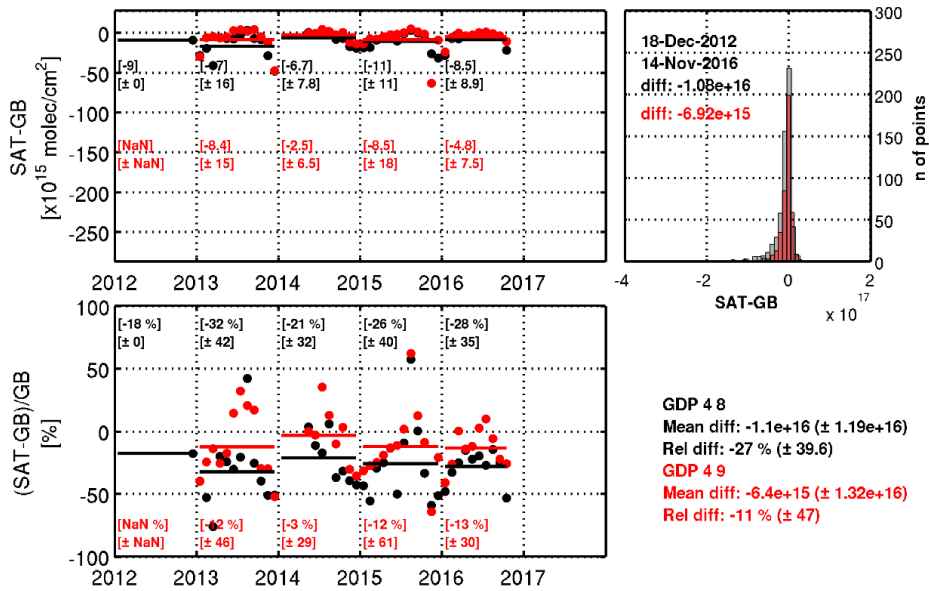 0
-50
-100
-150
-200
-250
SAT-GB
[x10^15 molec/cm^2]
[-9]
[± 0]
[± 16]
[-6.7]
[± 7.8]
[-11]
[± 11]
[-8.5]
[± 8.9]
[NaN]
[± NaN]
[-8.4]
[± 15]
[-2.5]
[± 6.5]
[-8.5]
[± 18]
[-4.8]
[± 7.5]
2012 2013 2014 2015 2016 2017
18-Dec-2012
14-Nov-2016
diff: -1.08e+16
diff: -6.92e+15
300
250
200
150
100
50
0
n of points
-4 -2 0
SAT-GB
x 10^17
100
50
0
-50
-100
(SAT-GB)/GB
[%]
[-18 %]
[± 0]
[-32 %]
[± 42]
[-21 %]
[± 32]
[-26 %]
[± 40]
[-28 %]
[± 35]
[NaN %]
[± NaN]
[-12 %]
[± 46]
[-3 %]
[± 29]
[-12 %]
[± 61]
[-13 %]
[± 30]
2012 2013 2014 2015 2016 2017
GDP 4 8
Mean diff: -1.1e+16 (± 1.19e+16)
Rel diff: -27 % (± 39.6)
GDP 4 9
Mean diff: -6.4e+15 (± 1.32e+16)
Rel diff: -11 % (± 47)